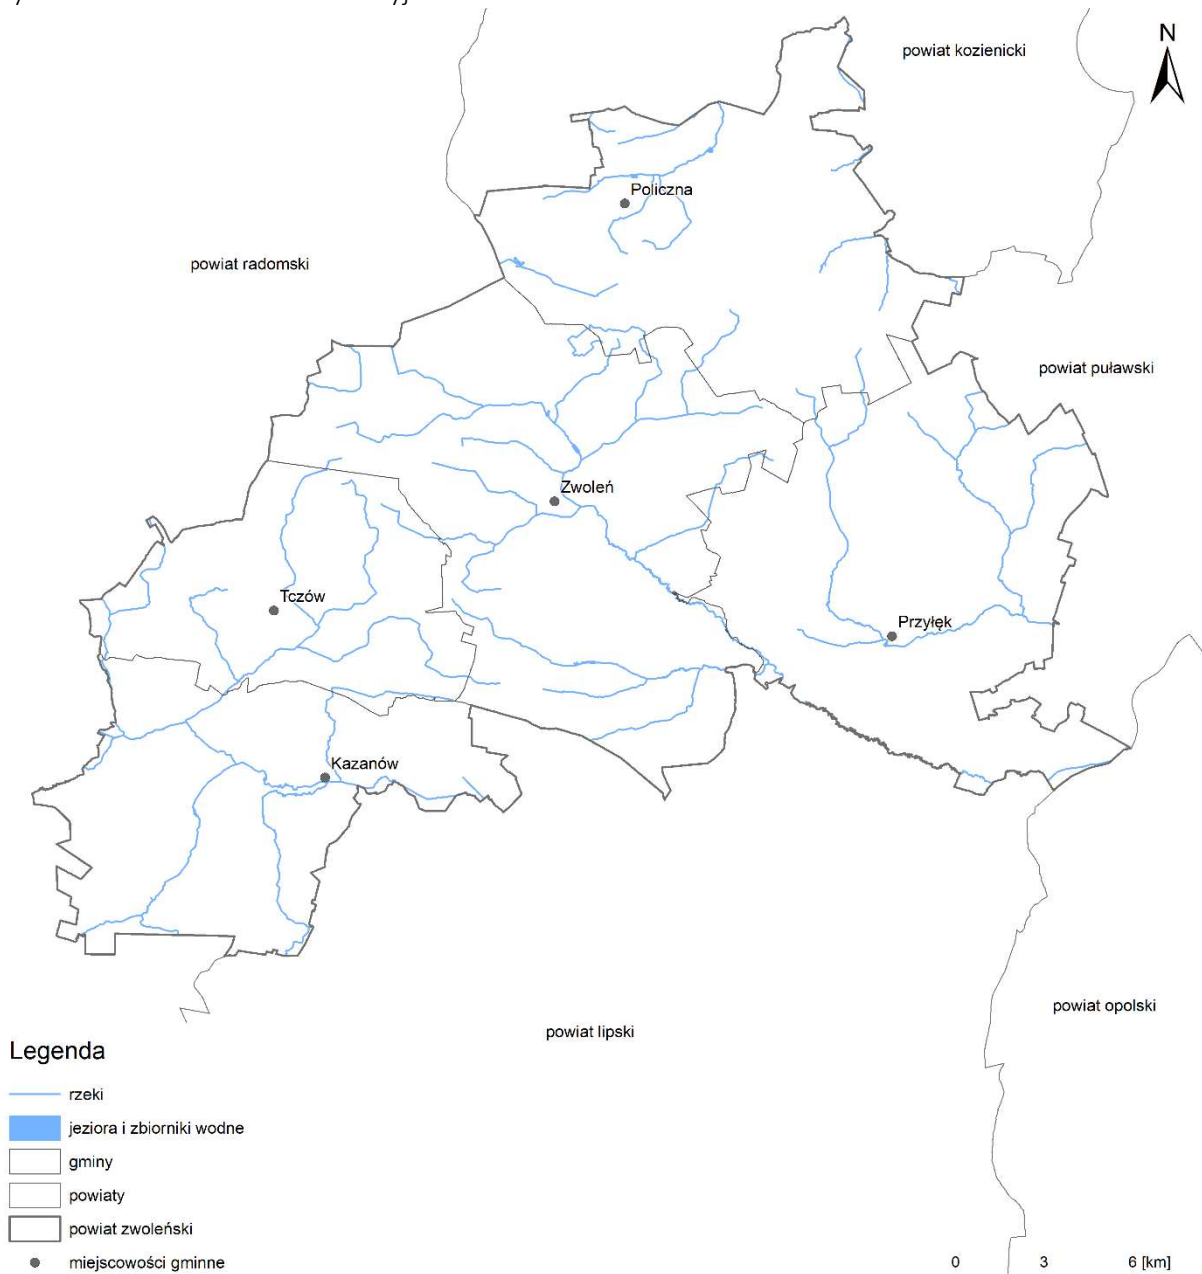 N
powiat kozienicki
Policzna
powiat radomski
powiat puławski
Zwoleń
Tczów
Przyłęk
Kazanów
powiat opolski
powiat lipski
Legenda
rzeki
jeziora i zbiorniki wodne
gminy
powiaty
powiat zwoleński
miejscowości gminne
0 3 6 [km]